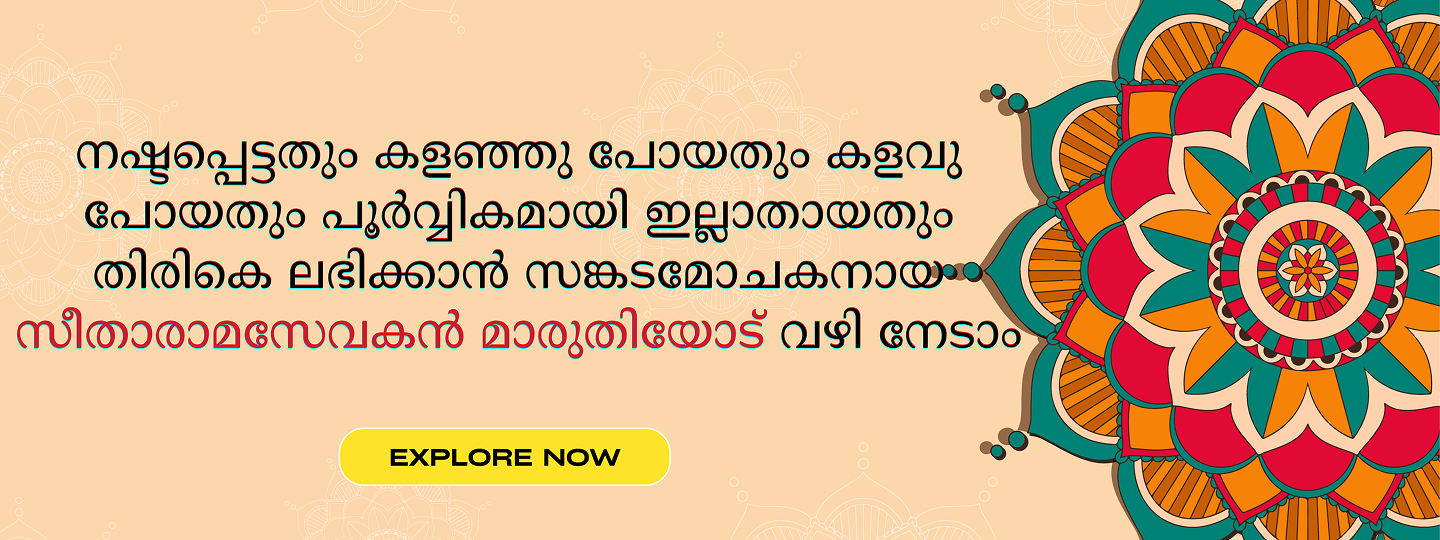 നഷ്ടപ്പെട്ടതും കളഞ്ഞു പോയതും കളവു
പോയതും പൂർവ്വികമായി ഇല്ലാതായതും
തിരികെ ലഭിക്കാൻ സങ്കടമോചകനായ
സീതാരാമസേവകൻ മാരുതിയോട് വഴി നേടാം
EXPLORE NOW